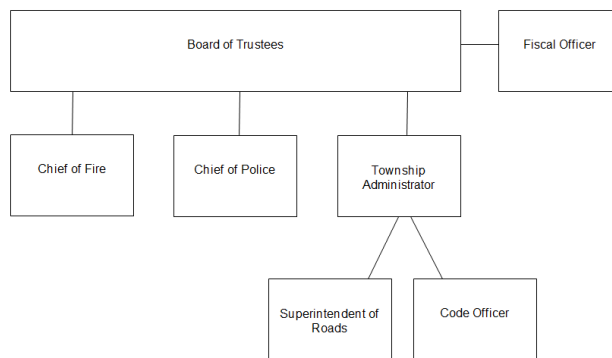 Board of Trustees
Fiscal Officer
Chief of Fire
Chief of Police
Township
Administrator
Superintendent of
Roads
Code Officer